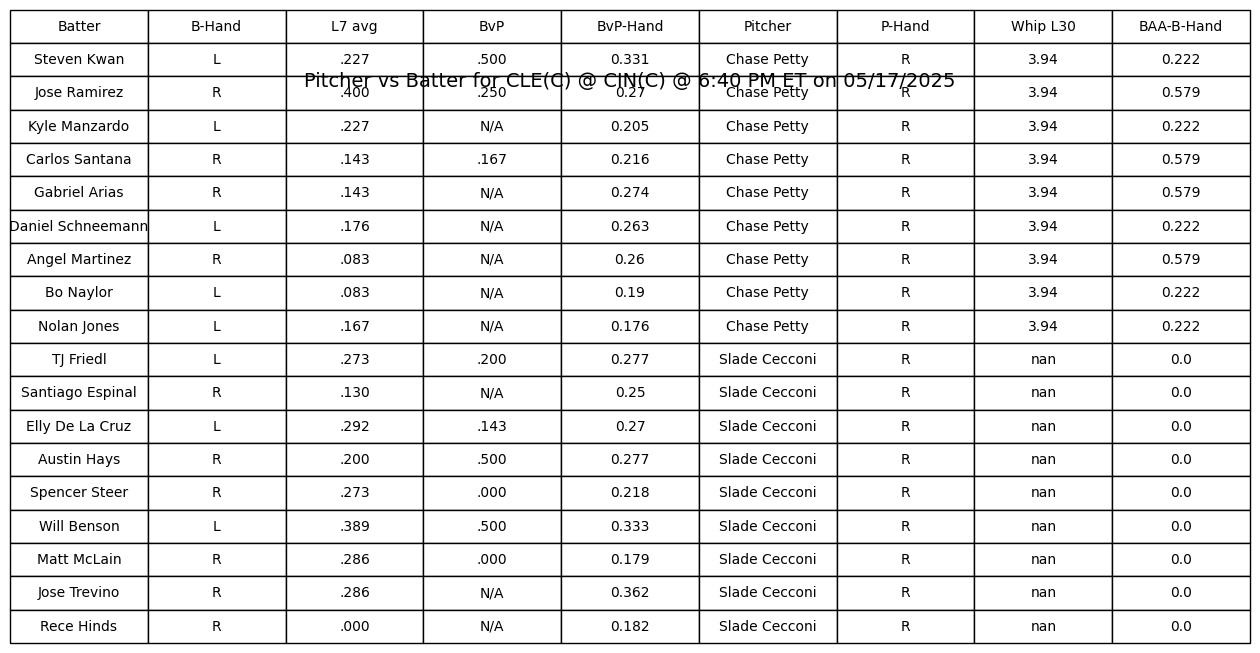 Batter B-Hand L7 avg BvP BvP-Hand Pitcher P-Hand Whip L30 BAA-B-Hand
Steven Kwan L .227 .500 0.331 Chase Petty R 3.94 0.222
Pitcher vs Batter for CLE(C) @ CIN(C) @ 6:40 PM ET on 05/17/2025
Jose Ramirez R .400 .250 0.27 Chase Petty R 3.94 0.579
Kyle Manzardo L .227 N/A 0.205 Chase Petty R 3.94 0.222
Carlos Santana R .143 .167 0.216 Chase Petty R 3.94 0.579
Gabriel Arias R .143 N/A 0.274 Chase Petty R 3.94 0.579
Daniel Schneemann L .176 N/A 0.263 Chase Petty R 3.94 0.222
Angel Martinez R .083 N/A 0.26 Chase Petty R 3.94 0.579
Bo Naylor L .083 N/A 0.19 Chase Petty R 3.94 0.222
Nolan Jones L .167 N/A 0.176 Chase Petty R 3.94 0.222
TJ Friedl L .273 .200 0.277 Slade Cecconi R nan 0.0
Santiago Espinal R .130 N/A 0.25 Slade Cecconi R nan 0.0
Elly De La Cruz L .292 .143 0.27 Slade Cecconi R nan 0.0
Austin Hays R .200 .500 0.277 Slade Cecconi R nan 0.0
Spencer Steer R .273 .000 0.218 Slade Cecconi R nan 0.0
Will Benson L .389 .500 0.333 Slade Cecconi R nan 0.0
Matt McLain R .286 .000 0.179 Slade Cecconi R nan 0.0
Jose Trevino R .286 N/A 0.362 Slade Cecconi R nan 0.0
Rece Hinds R .000 N/A 0.182 Slade Cecconi R nan 0.0